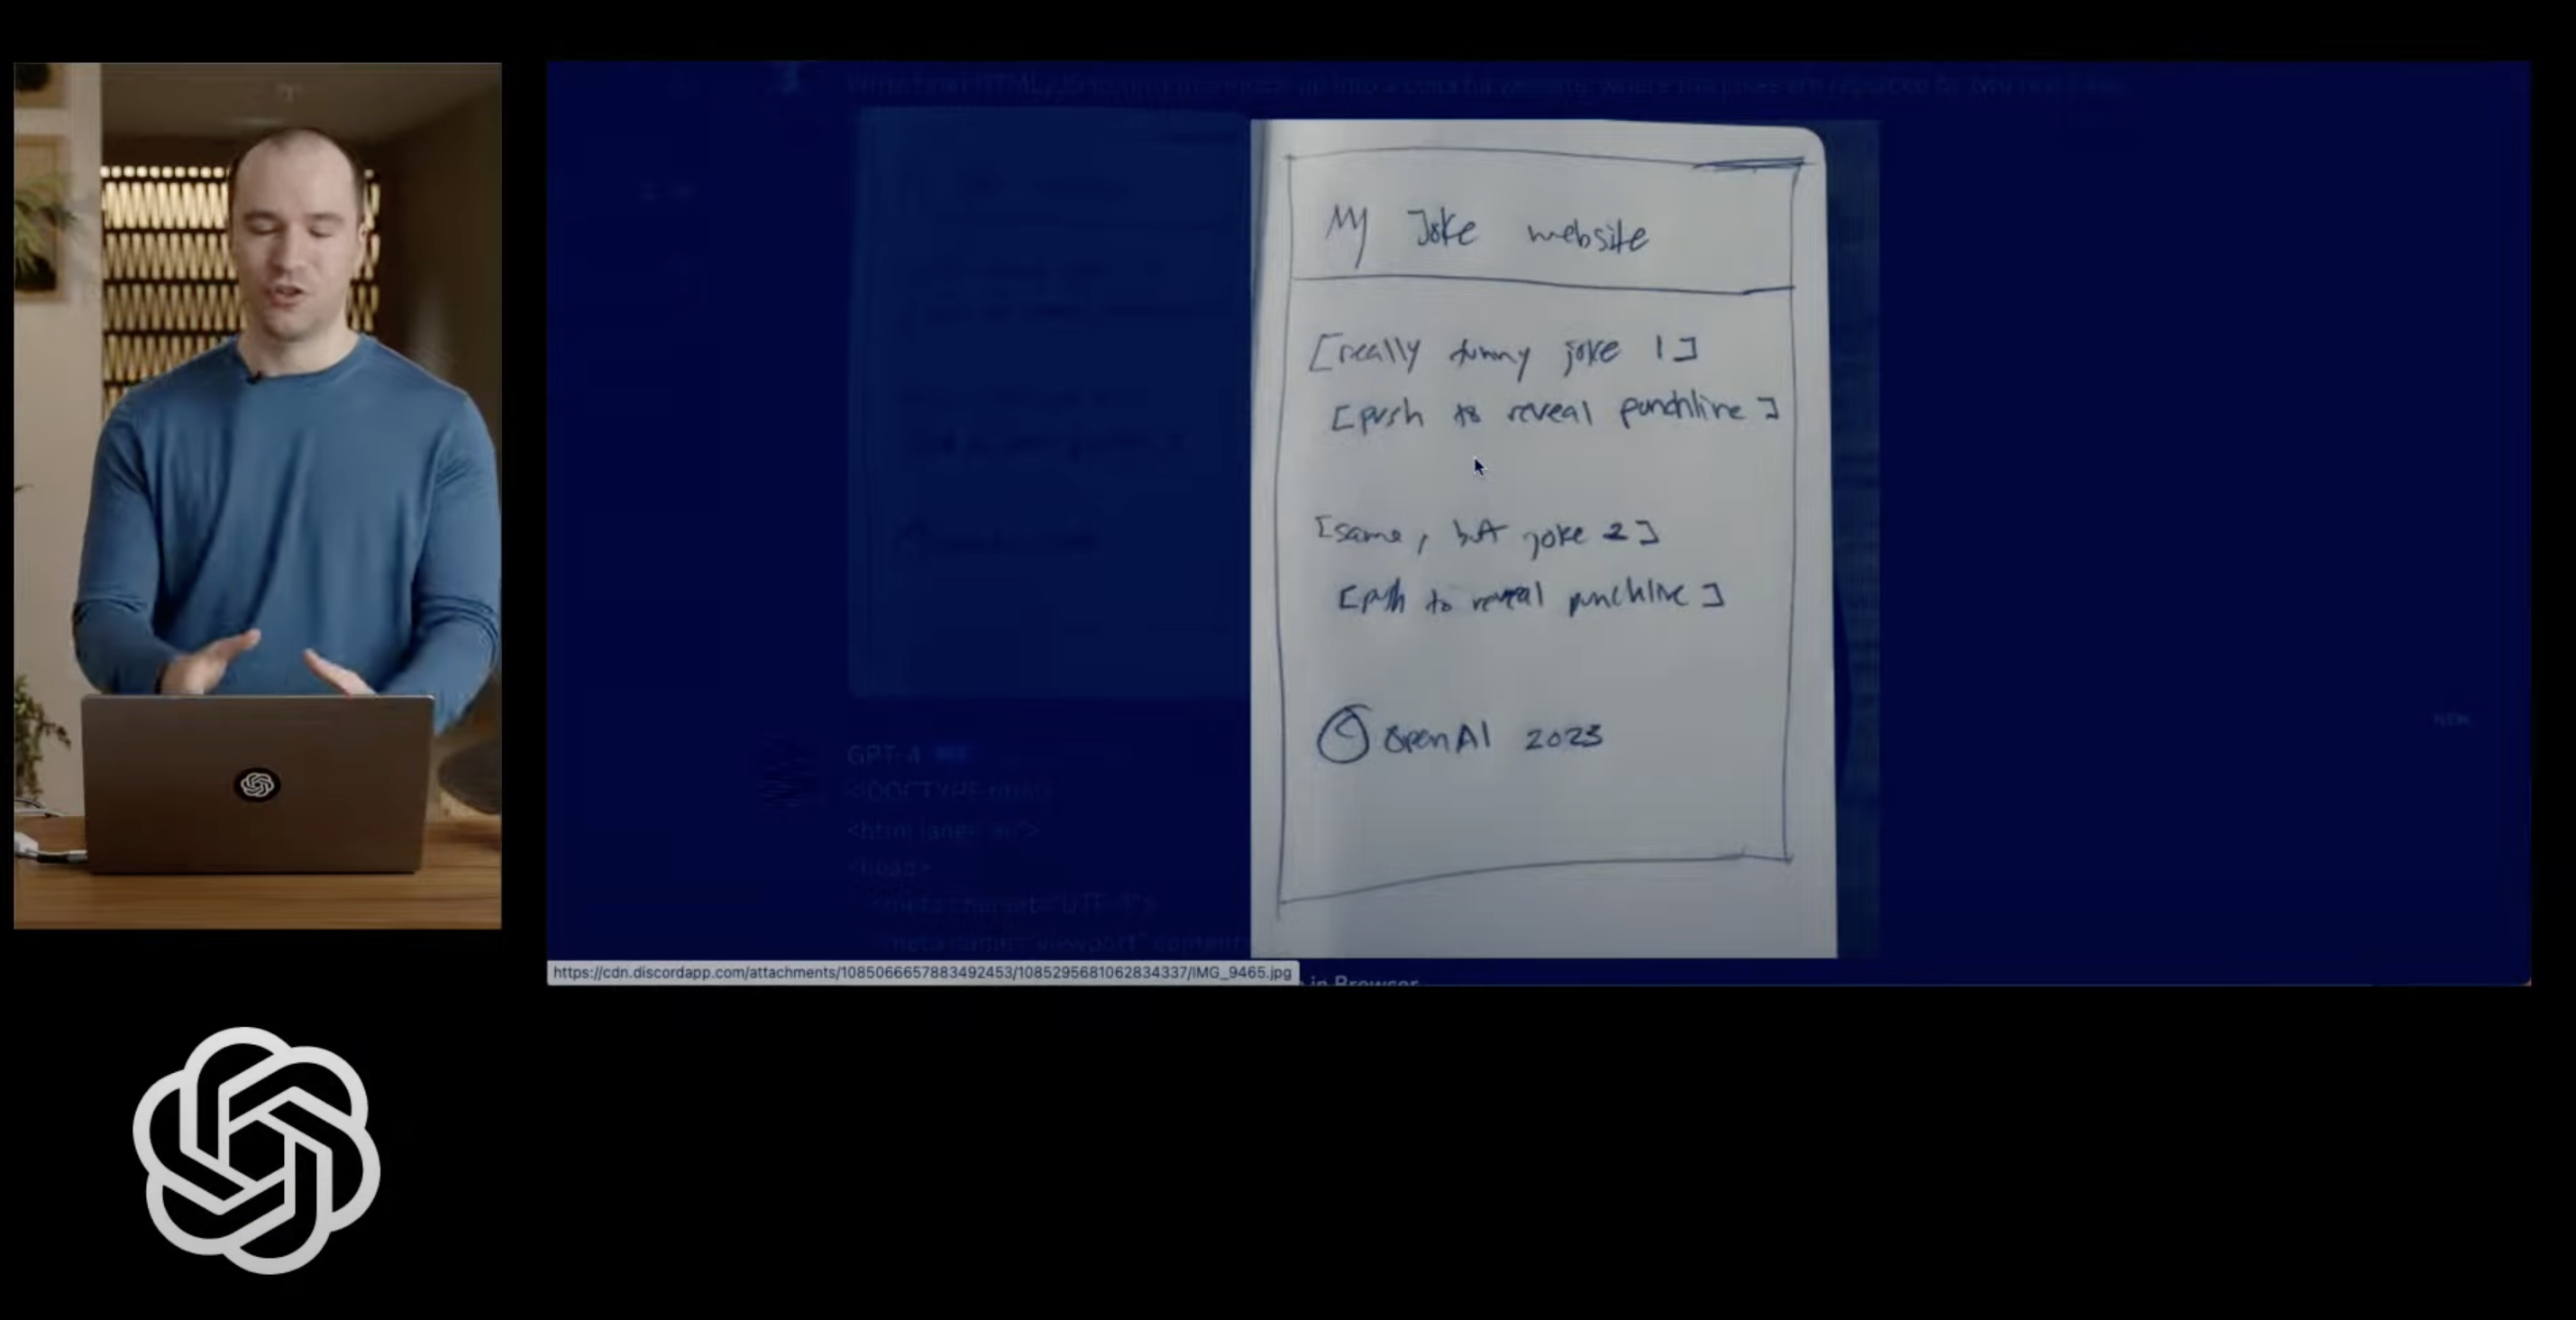 My Joke website
[really funny joke 1]
[push to reveal punchline]
[same, but joke 2]
[push to reveal punchline]
© OpenAI 2023
GPT-4
<!DOCTYPE html>
<html lang="en">
<head>
<meta charset="UTF-8">
<meta name="viewport" content
NEW
https://cdn.discordapp.com/attachments/1085066657883492453/1085295681062834337/IMG_9465.jpg
in Browser